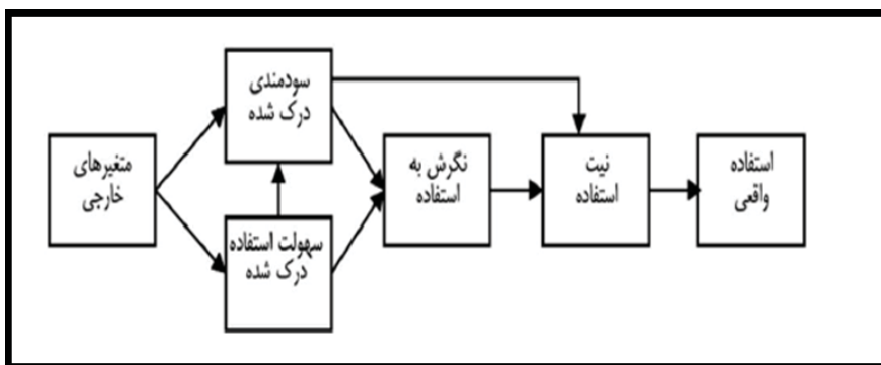 متغیرهای
خارجی
سودمندی
درک شده
سهولت استفاده
درک شده
نگرش به
استفاده
نیت
استفاده
استفاده
واقعی